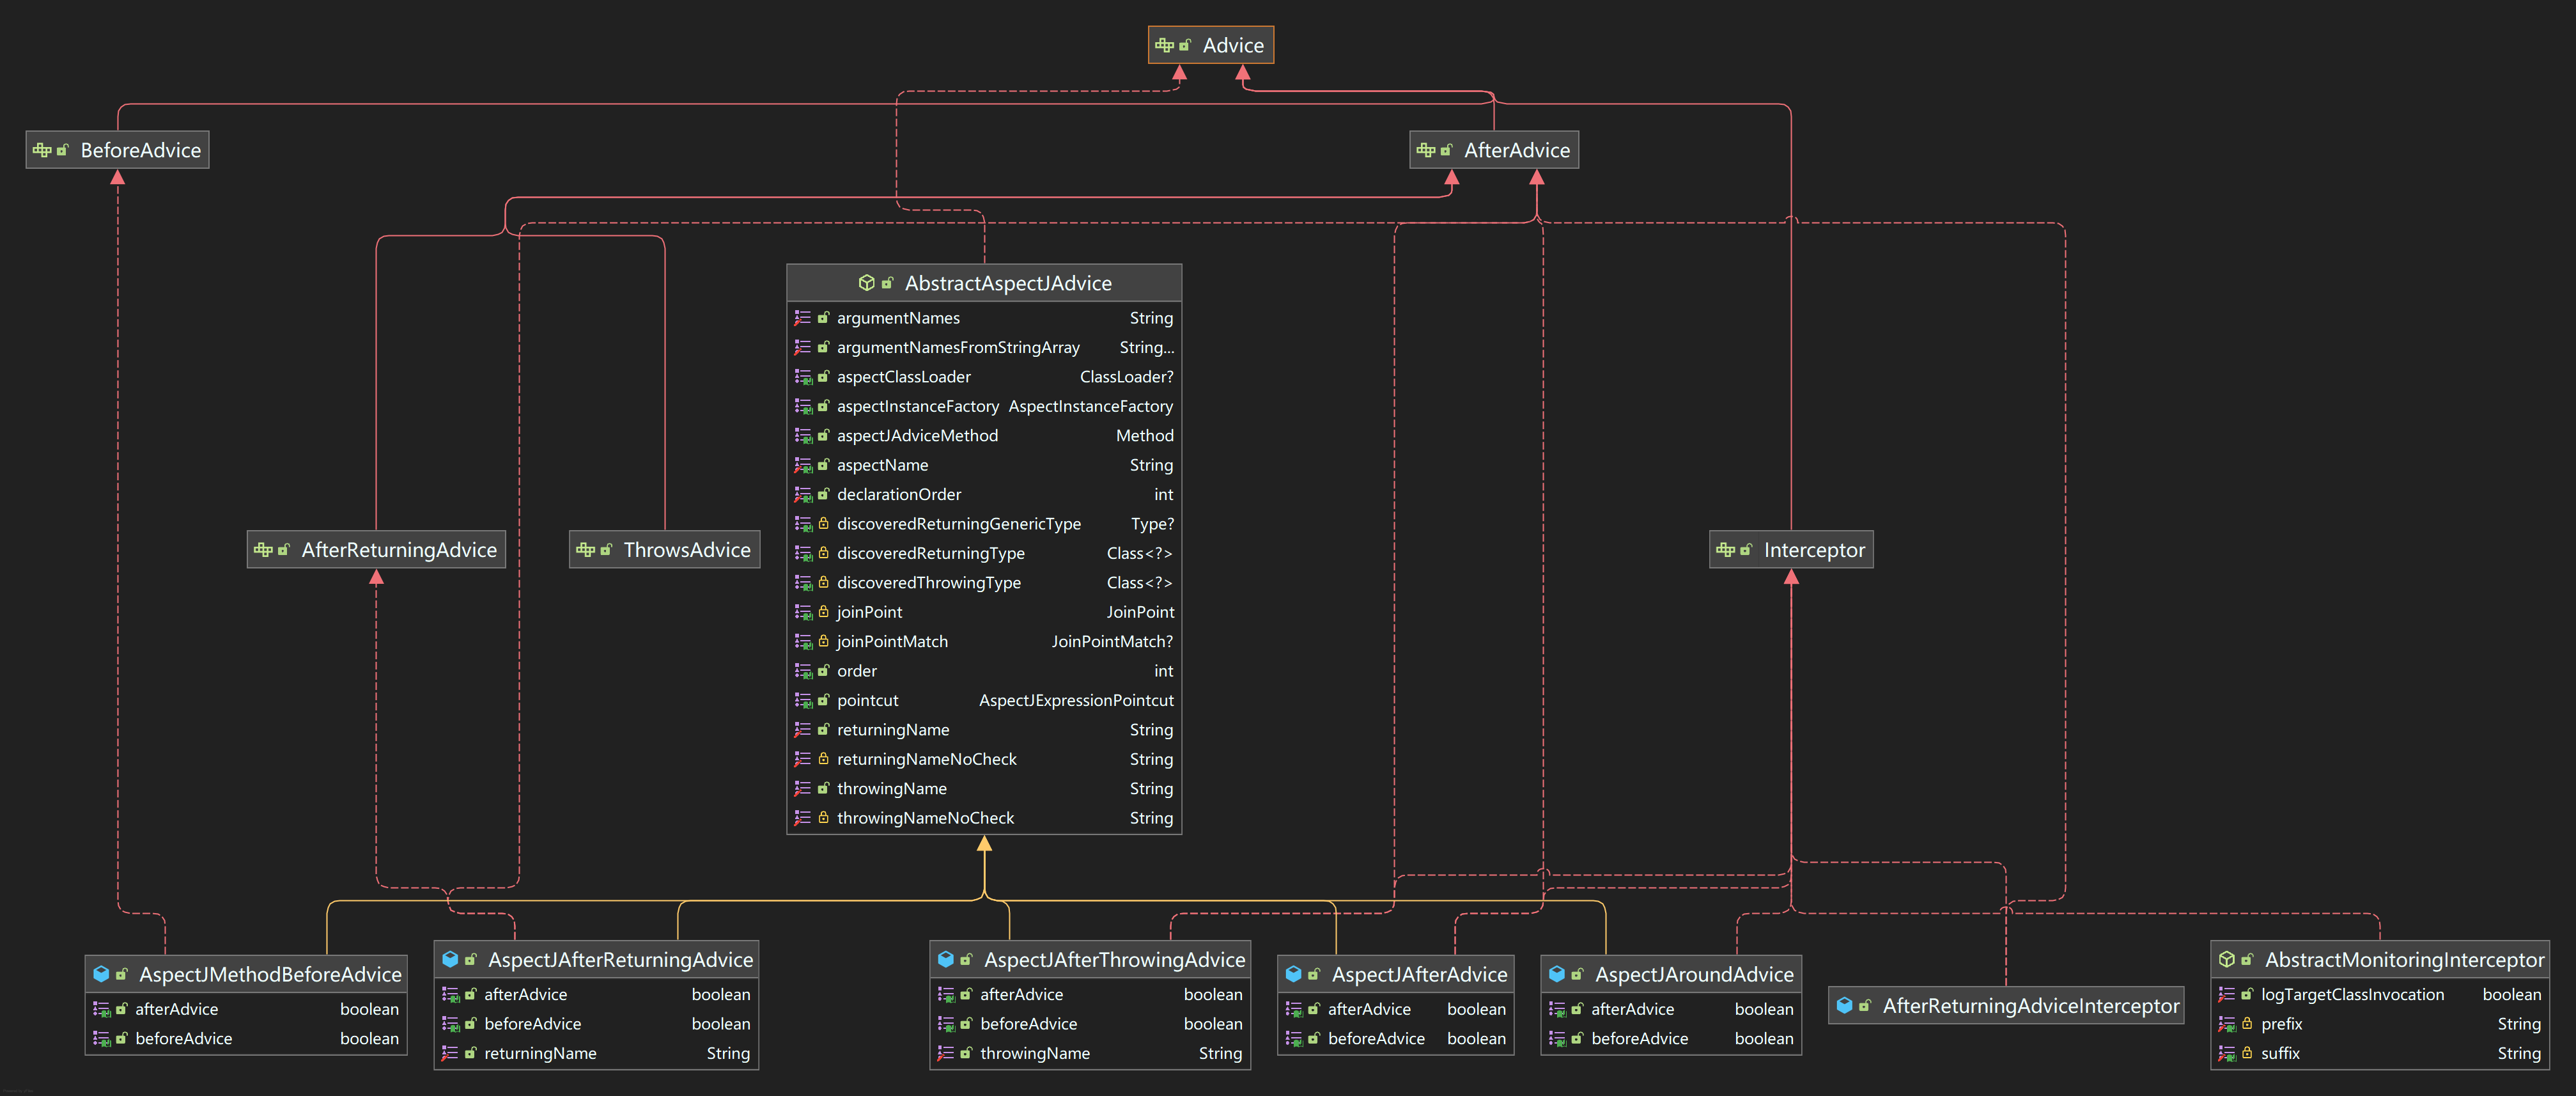 Advice
BeforeAdvice
AfterAdvice
AbstractAspectJAdvice
argumentNames String
argumentNamesFromStringArray String...
aspectClassLoader ClassLoader?
aspectInstanceFactory AspectInstanceFactory
aspectJAdviceMethod Method
aspectName String
declarationOrder int
discoveredReturningGenericType Type?
discoveredReturningType Class<?>
discoveredThrowingType Class<?>
joinPoint JoinPoint
joinPointMatch JoinPointMatch?
order int
pointcut AspectJExpressionPointcut
returningName String
returningNameNoCheck String
throwingName String
throwingNameNoCheck String
AfterReturningAdvice
ThrowsAdvice
Interceptor
AspectJMethodBeforeAdvice
afterAdvice boolean
beforeAdvice boolean
AspectJAfterReturningAdvice
afterAdvice boolean
beforeAdvice boolean
returningName String
AspectJAfterThrowingAdvice
afterAdvice boolean
beforeAdvice boolean
throwingName String
AspectJAfterAdvice
afterAdvice boolean
beforeAdvice boolean
AspectJAroundAdvice
afterAdvice boolean
beforeAdvice boolean
AfterReturningAdviceInterceptor
AbstractMonitoringInterceptor
logTargetClassInvocation boolean
prefix String
suffix String